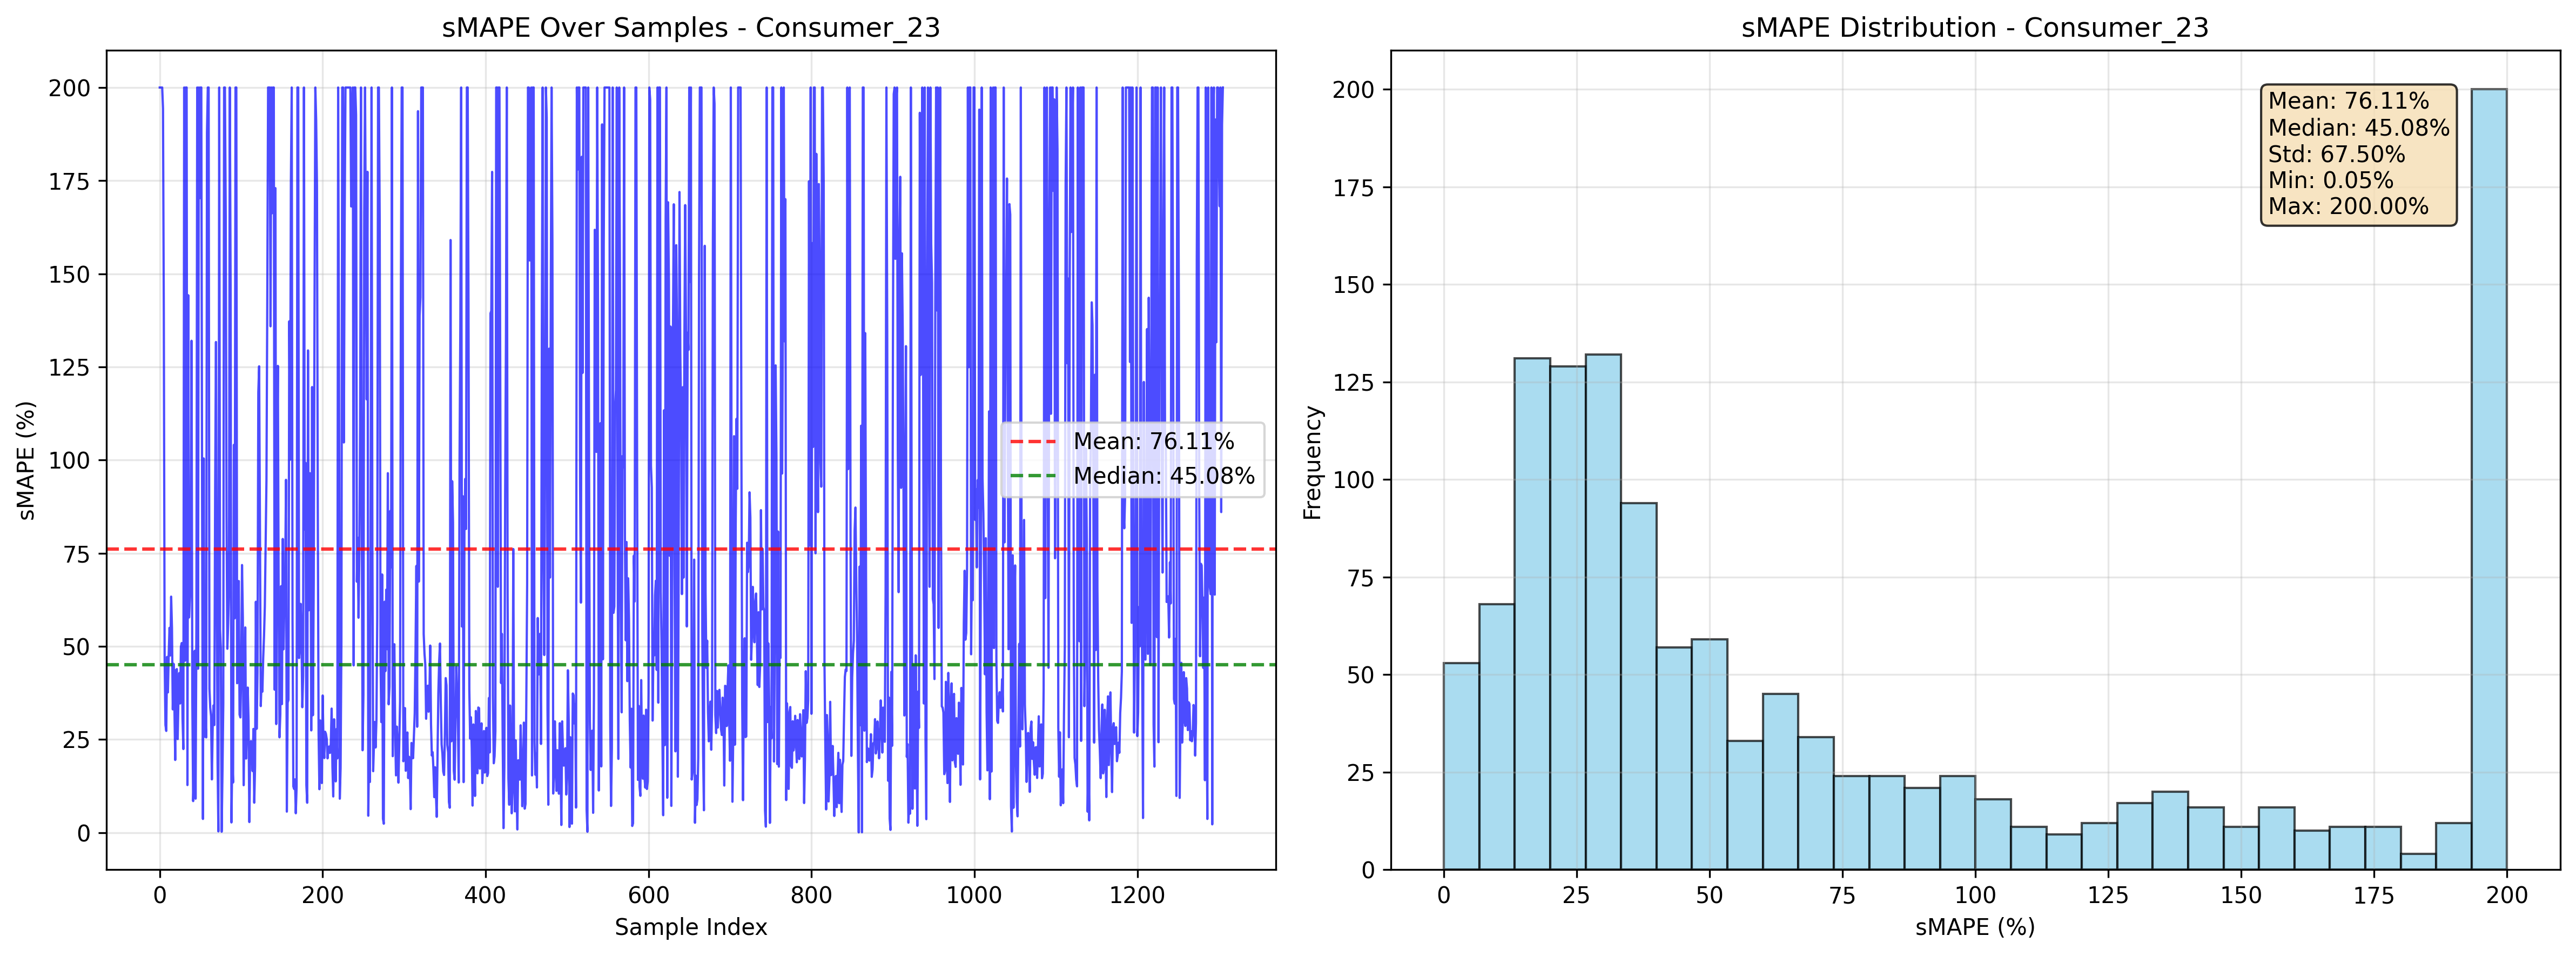 sMAPE Over Samples - Consumer_23
sMAPE (%)
200
175
150
125
100
75
50
25
0
Mean: 76.11%
Median: 45.08%
0 200 400 600 800 1000 1200
Sample Index
sMAPE Distribution - Consumer_23
Frequency
200
175
150
125
100
75
50
25
0
Mean: 76.11%
Median: 45.08%
Std: 67.50%
Min: 0.05%
Max: 200.00%
0 25 50 75 100 125 150 175 200
sMAPE (%)